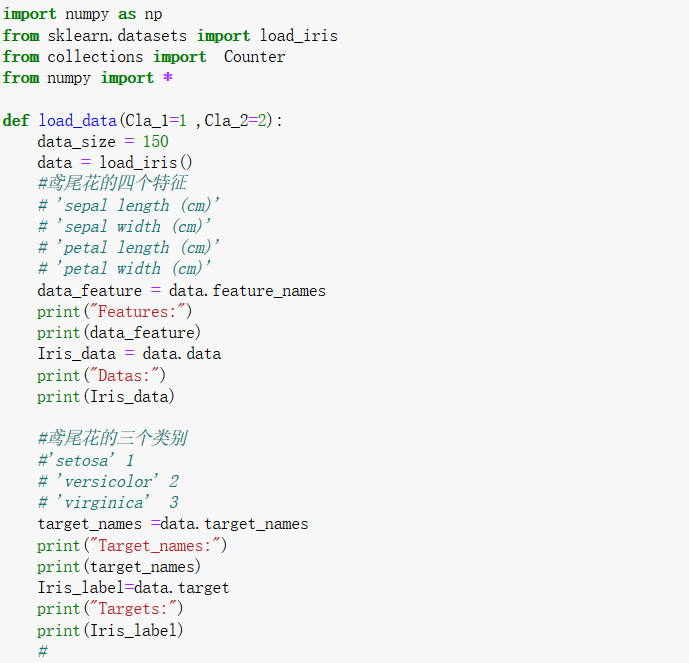 import numpy as np
from sklearn.datasets import load_iris
from collections import  Counter
from numpy import *

def load_data(Cla_1=1 ,Cla_2=2):
    data_size = 150
    data = load_iris()
    #鸢尾花的四个特征
    # 'sepal length (cm)'
    # 'sepal width (cm)'
    # 'petal length (cm)'
    # 'petal width (cm)'
    data_feature = data.feature_names
    print("Features:")
    print(data_feature)
    Iris_data = data.data
    print("Datas:")
    print(Iris_data)

    #鸢尾花的三个类别
    #'setosa' 1
    # 'versicolor' 2
    # 'virginica'  3
    target_names =data.target_names
    print("Target_names:")
    print(target_names)
    Iris_label=data.target
    print("Targets:")
    print(Iris_label)
    #